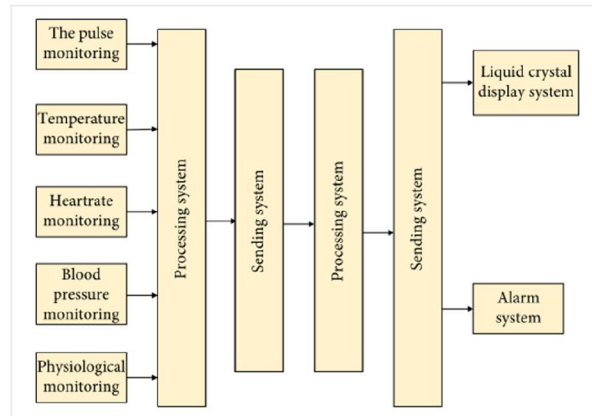 The pulse
monitoring
Temperature
monitoring
Heartrate
monitoring
Blood
pressure
monitoring
Physiological
monitoring
Processing system
Sending system
Processing system
Sending system
Liquid crystal
display system
Alarm
system